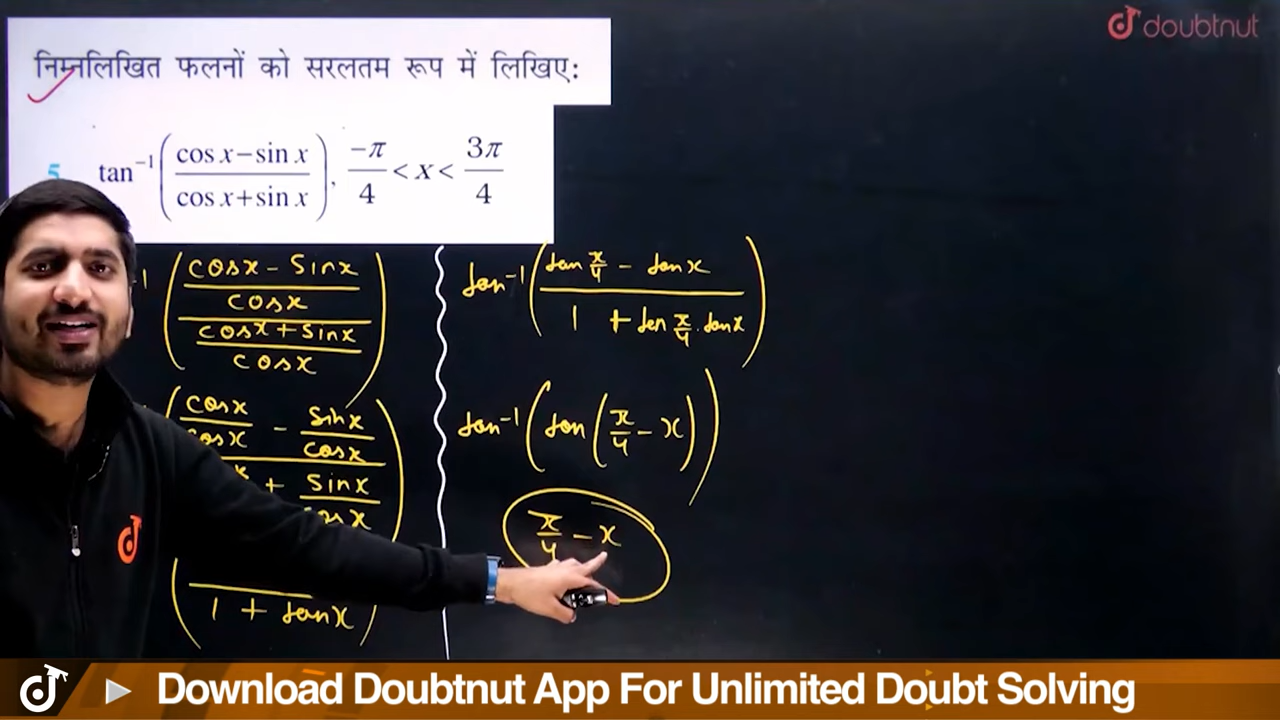 doubtnut
निम्नलिखित फलनों को सरलतम रूप में लिखिए:
5. tan⁻¹ (cos x − sin x / cos x + sin x), −π/4 < x < 3π/4
⁻¹ (cosx − sinx / cosx / cosx + sinx / cosx)
(cosx / cosx − sinx / cosx / + sinx / cosx)
( / 1 + tanx)
tan⁻¹ (tan π/4 − tanx / 1 + tan π/4 · tanx)
tan⁻¹ (tan (π/4 − x))
π/4 − x
Download Doubtnut App For Unlimited Doubt Solving